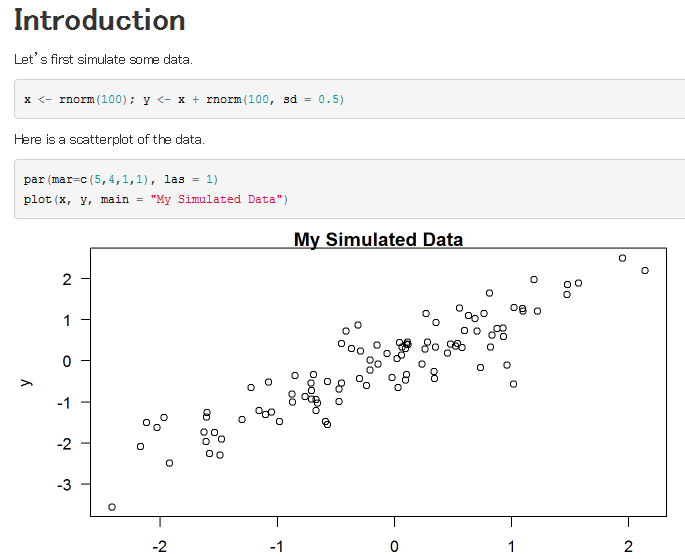 Introduction
Let's first simulate some data.
x <- rnorm(100); y <- x + rnorm(100, sd = 0.5)
Here is a scatterplot of the data.
par(mar=c(5,4,1,1), las = 1)
plot(x, y, main = "My Simulated Data")
My Simulated Data
2
1
0
-1
-2
-3
y
-2 -1 0 1 2